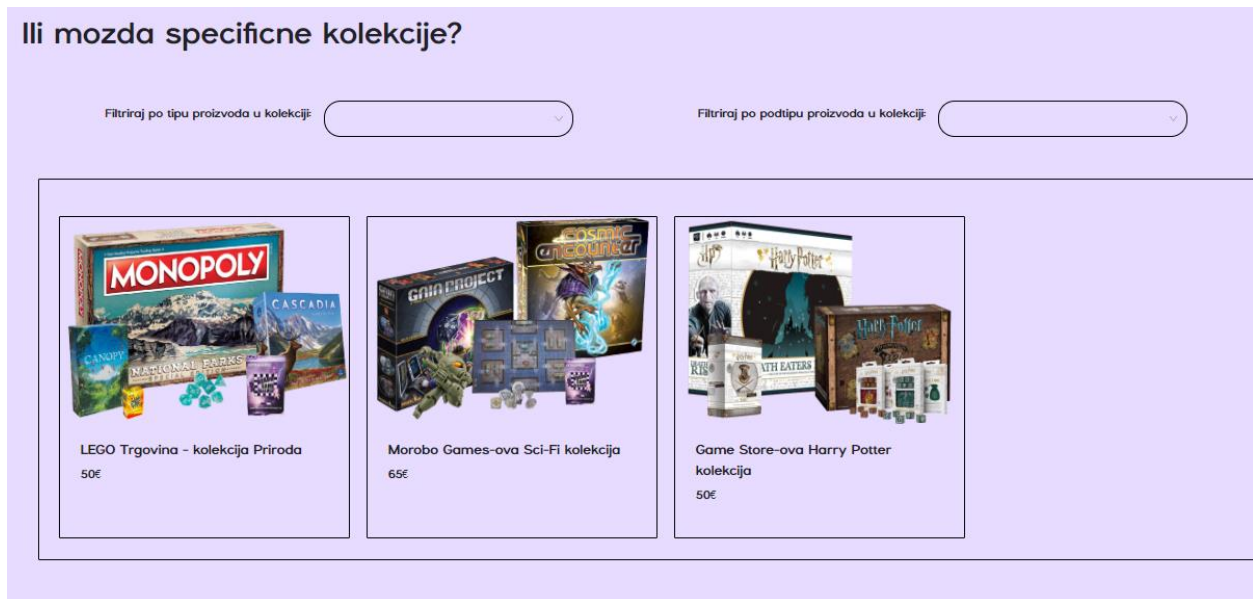 Ili mozda specificne kolekcije?
Filtriraj po tipu proizvoda u kolekciji:
Filtriraj po podtipu proizvoda u kolekciji:
MONOPOLY
CASCADIA
CANOPY
NATIONAL PARKS
COSMIC
ENCOUNTER
GAIA PROJECT
Harry Potter
Harry Potter
DEATH EATERS
LEGO Trgovina - kolekcija Priroda
50€
Morobo Games-ova Sci-Fi kolekcija
65€
Game Store-ova Harry Potter
kolekcija
50€